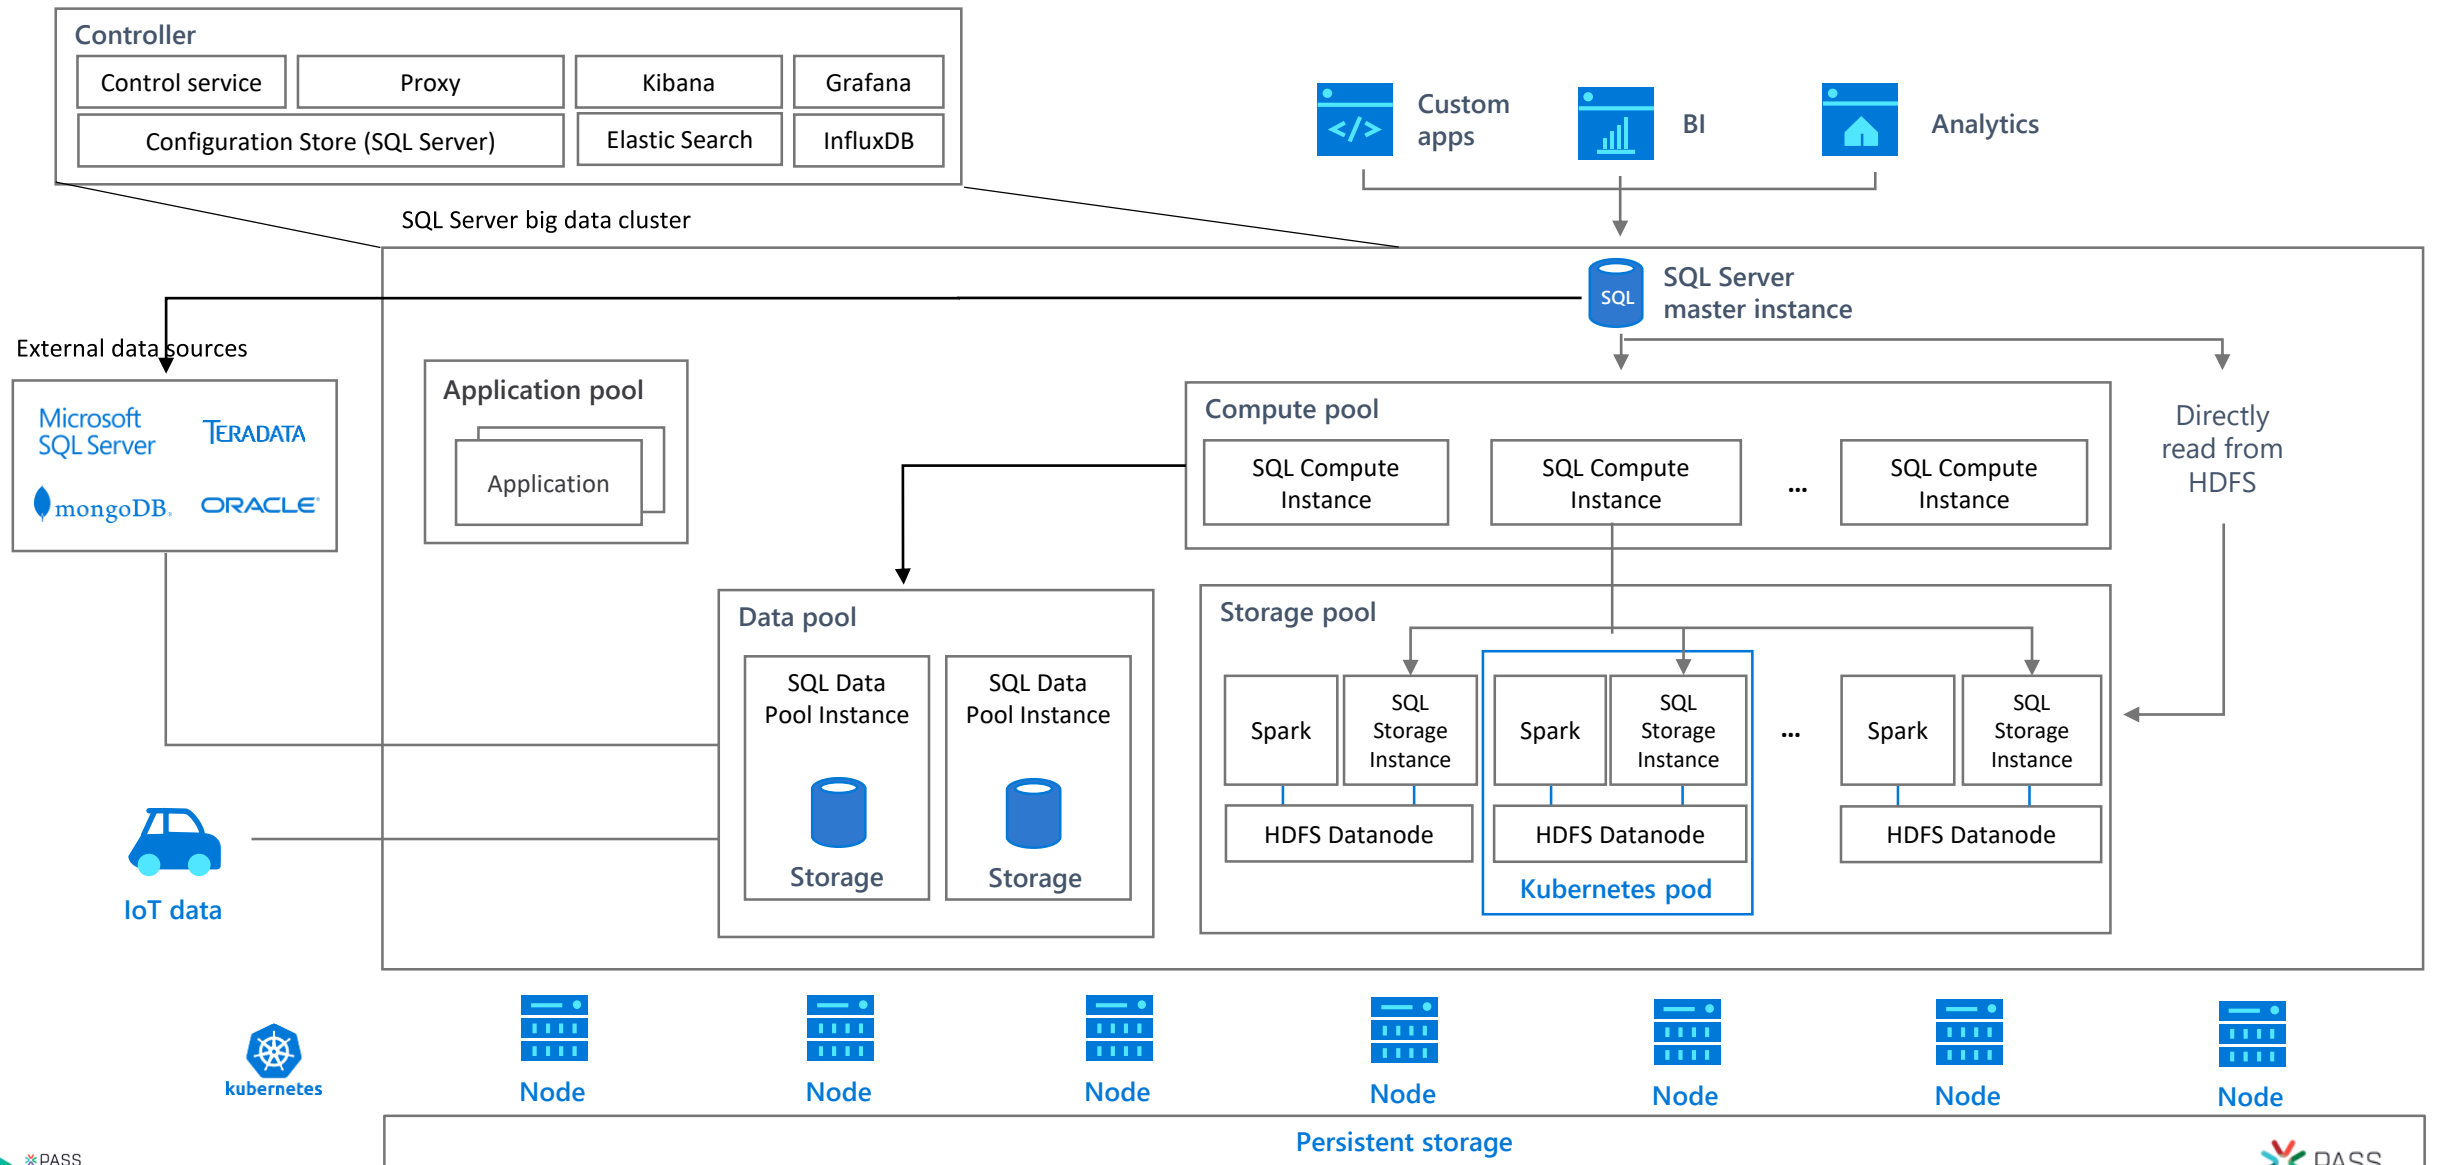 Controller
Control service
Proxy
Kibana
Grafana
Configuration Store (SQL Server)
Elastic Search
InfluxDB
Custom
apps
BI
Analytics
SQL Server big data cluster
SQL
SQL Server
master instance
External data sources
Microsoft
SQL Server
TERADATA
mongoDB.
ORACLE
Application pool
Application
Compute pool
SQL Compute
Instance
SQL Compute
Instance
...
SQL Compute
Instance
Directly
read from
HDFS
Data pool
SQL Data
Pool Instance
Storage
SQL Data
Pool Instance
Storage
Storage pool
Spark
SQL
Storage
Instance
HDFS Datanode
Spark
SQL
Storage
Instance
HDFS Datanode
Kubernetes pod
...
Spark
SQL
Storage
Instance
HDFS Datanode
IoT data
kubernetes
Node
Node
Node
Node
Node
Node
Node
Persistent storage
PASS
PASS